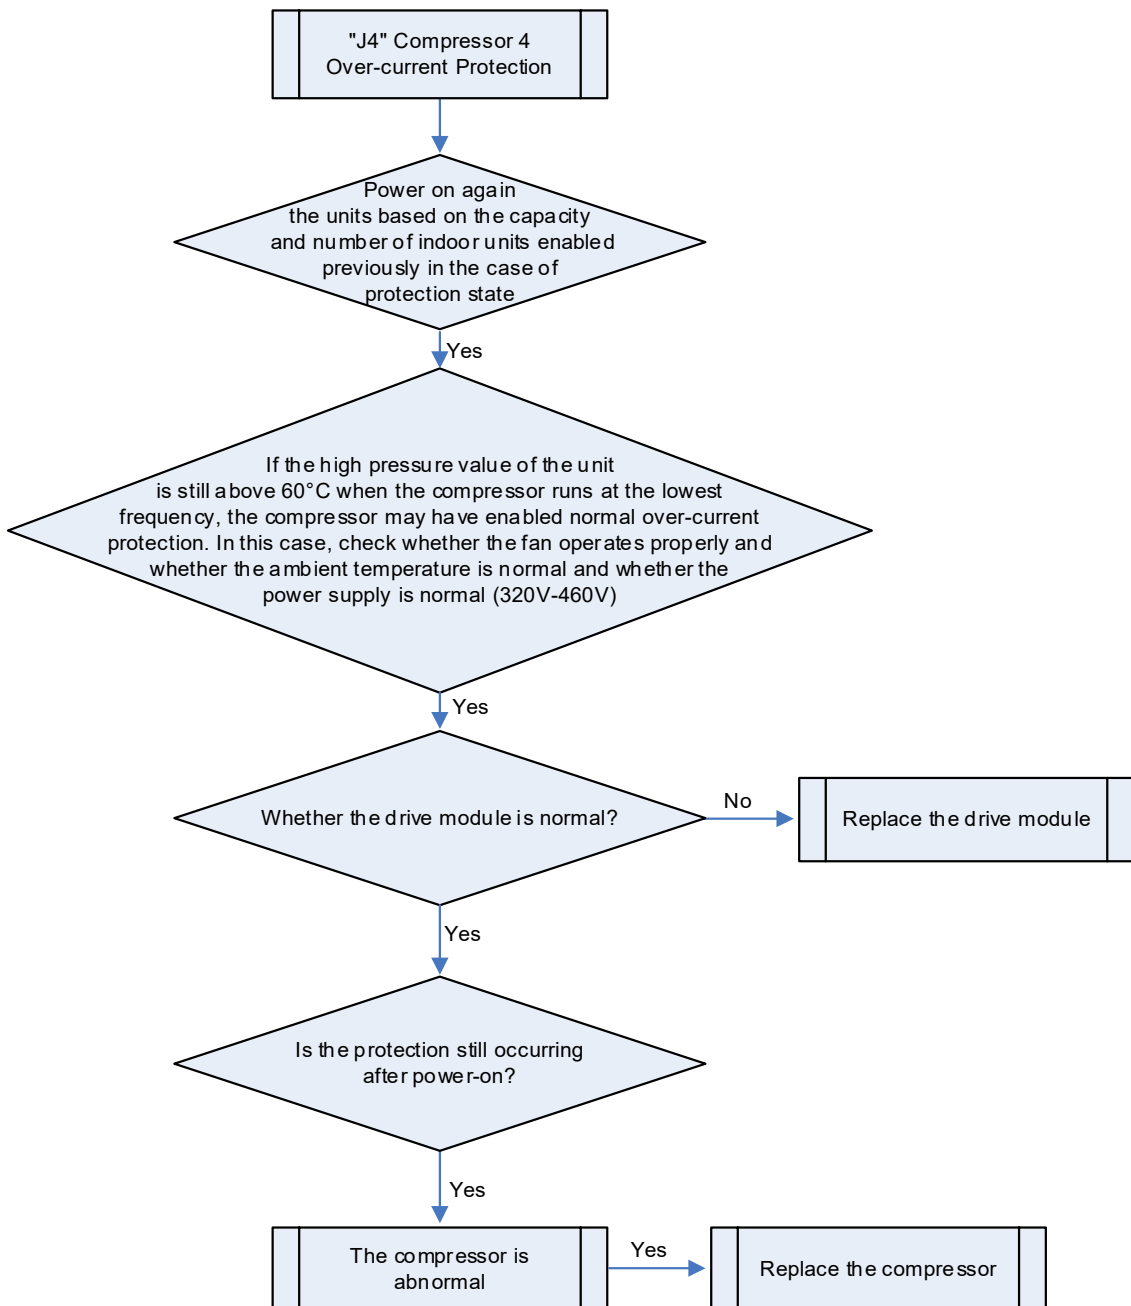 "J4" Compressor 4
Over-current Protection
Power on again
the units based on the capacity
and number of indoor units enabled
previously in the case of
protection state
Yes
If the high pressure value of the unit
is still above 60°C when the compressor runs at the lowest
frequency, the compressor may have enabled normal over-current
protection. In this case, check whether the fan operates properly and
whether the ambient temperature is normal and whether the
power supply is normal (320V-460V)
Yes
Whether the drive module is normal?
No
Replace the drive module
Yes
Is the protection still occurring
after power-on?
Yes
The compressor is
abnormal
Yes
Replace the compressor